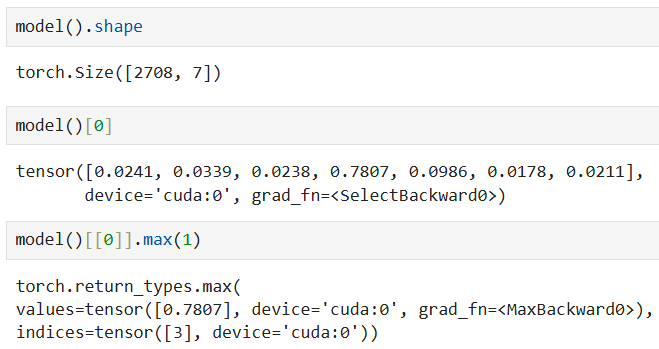 model().shape
torch.Size([2708, 7])
model()[0]
tensor([0.0241, 0.0339, 0.0238, 0.7807, 0.0986, 0.0178, 0.0211],
       device='cuda:0', grad_fn=<SelectBackward0>)
model()[[0]].max(1)
torch.return_types.max(
values=tensor([0.7807], device='cuda:0', grad_fn=<MaxBackward0>),
indices=tensor([3], device='cuda:0'))